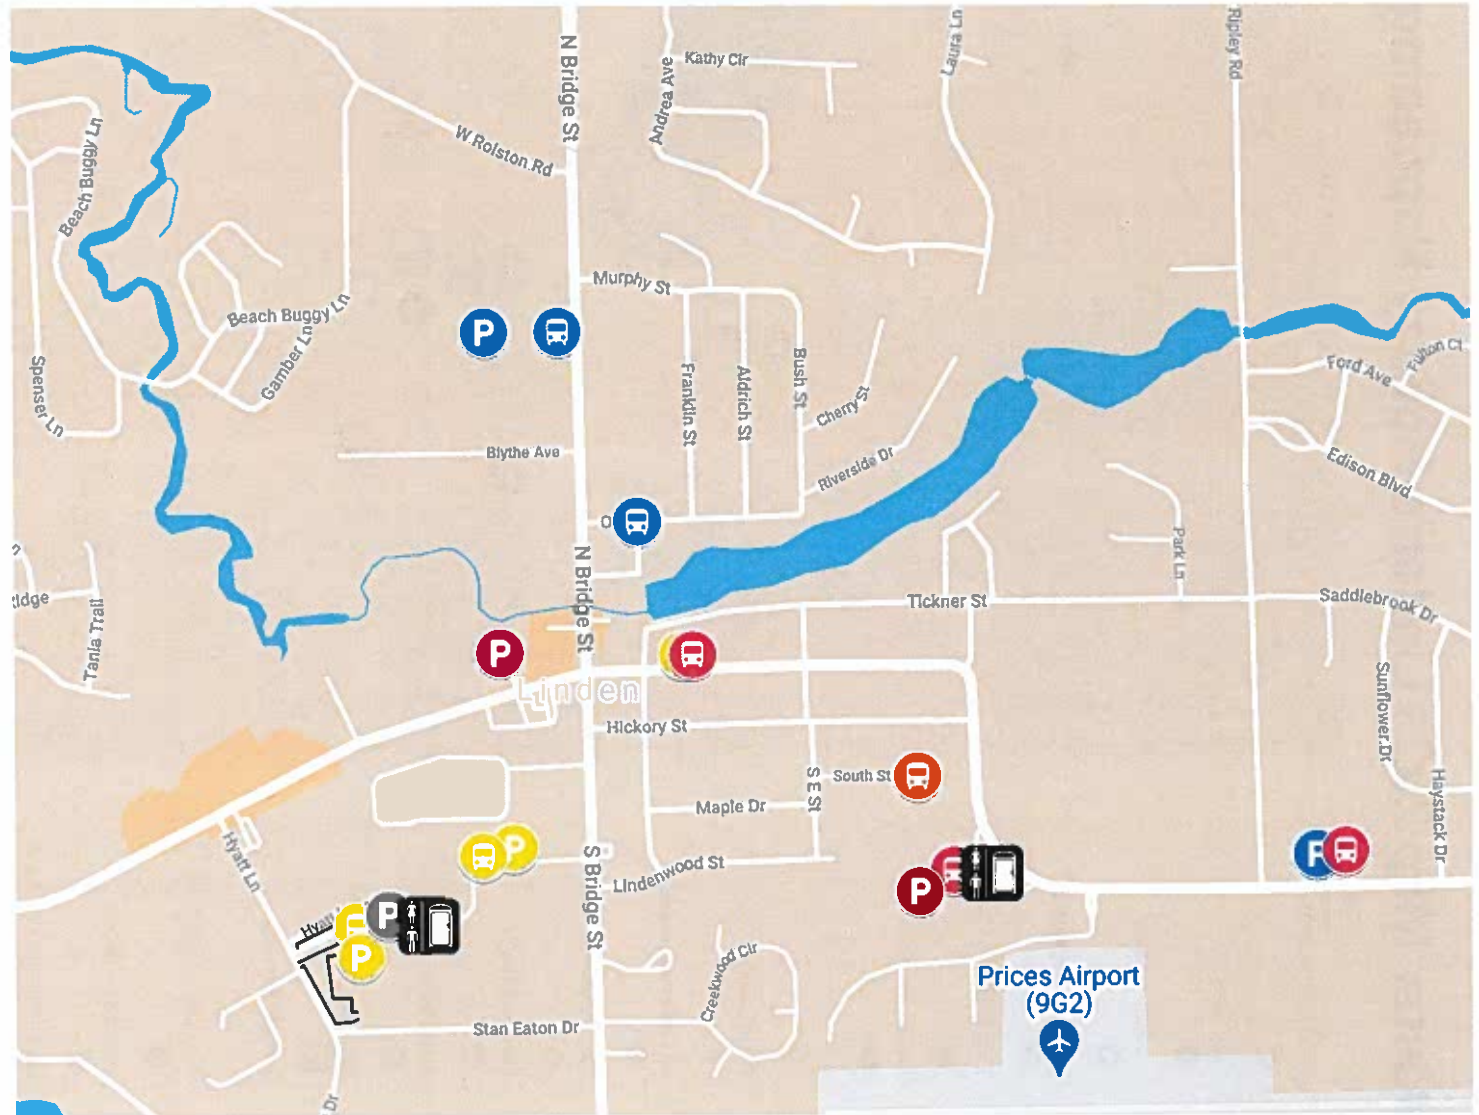 N Bridge St
Kathy Cir
Andrea Ave
Laura Ln
Ripley Rd
W Rolston Rd
Beach Buggy Ln
Murphy St
Beach Buggy Ln
Gamber Ln
P
Spenser Ln
Franklin St
Aldrich St
Bush St
Cherry St
Riverside Dr
Blythe Ave
Ford Ave
Fulton Ct
Edison Blvd
O
N Bridge St
Park Ln
Tickner St
Saddlebrook Dr
idge
Tania Trail
P
Linden
Hickory St
Sunflower Dr
S E St
South St
Maple Dr
Haystack Dr
Hyatt Ln
P
S Bridge St
Lindenwood St
P
P
P
Hyatt
P
Creekwood Cir
Prices Airport
(9G2)
Stan Eaton Dr
Dr